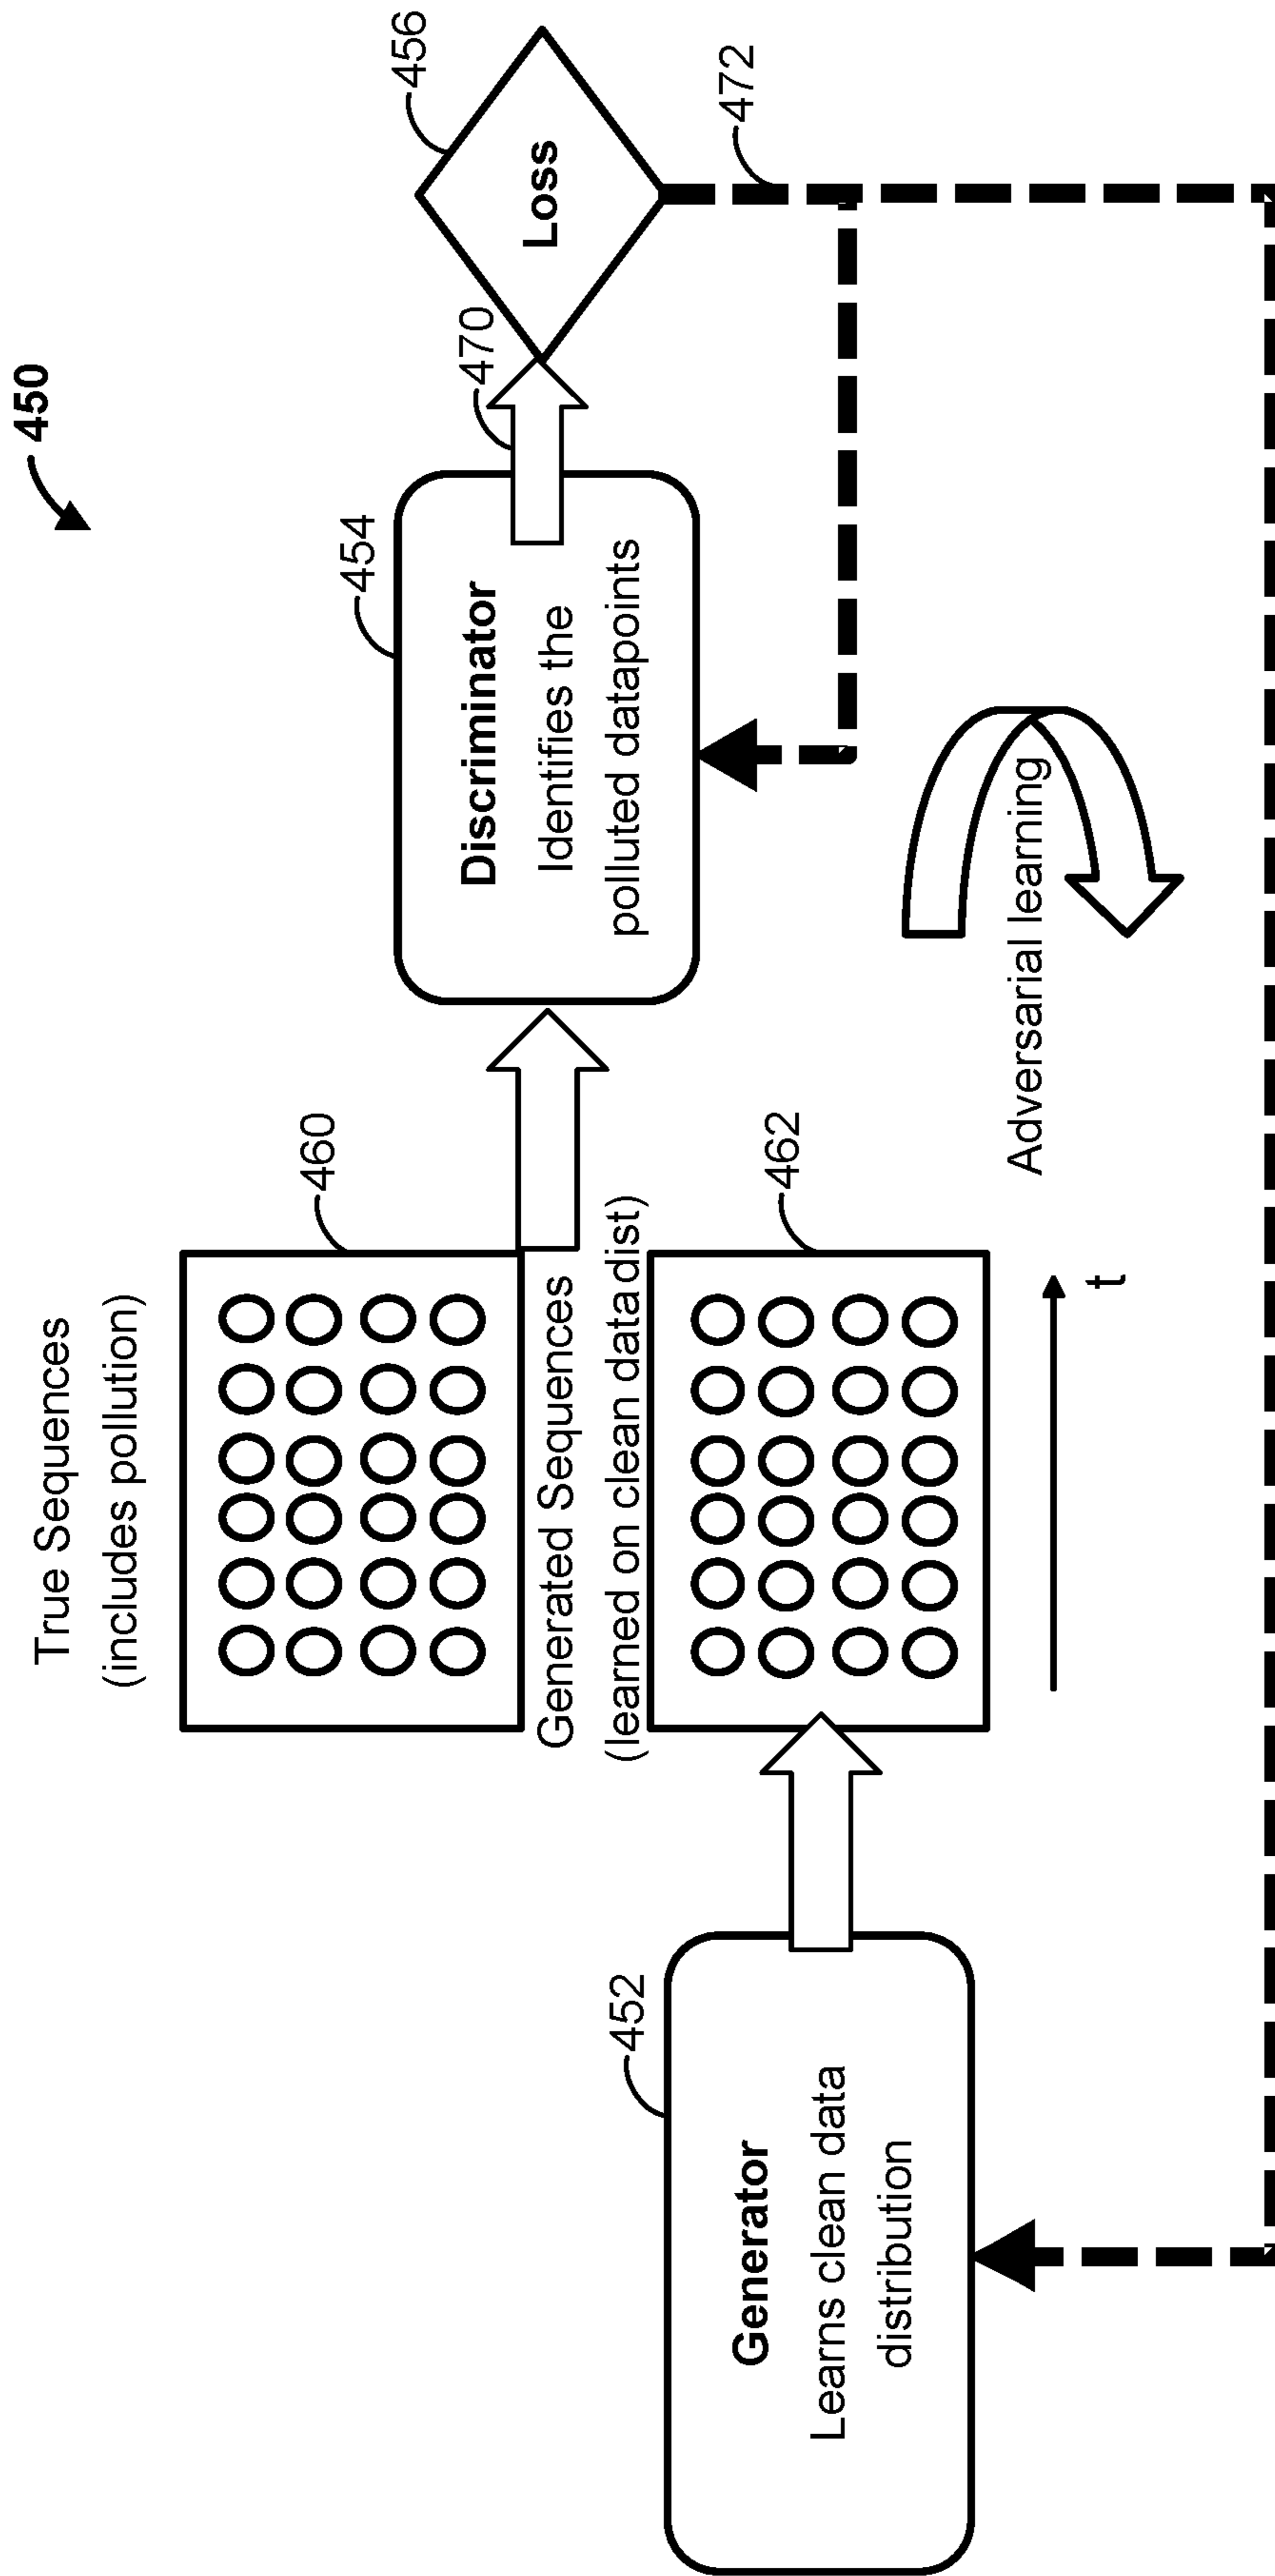 450
True Sequences
(includes pollution)
460
Generated Sequences
(learned on clean data dist)
462
t
Generator
Learns clean data
distribution
452
Discriminator
Identifies the
polluted datapoints
454
470
Loss
456
472
Adversarial learning